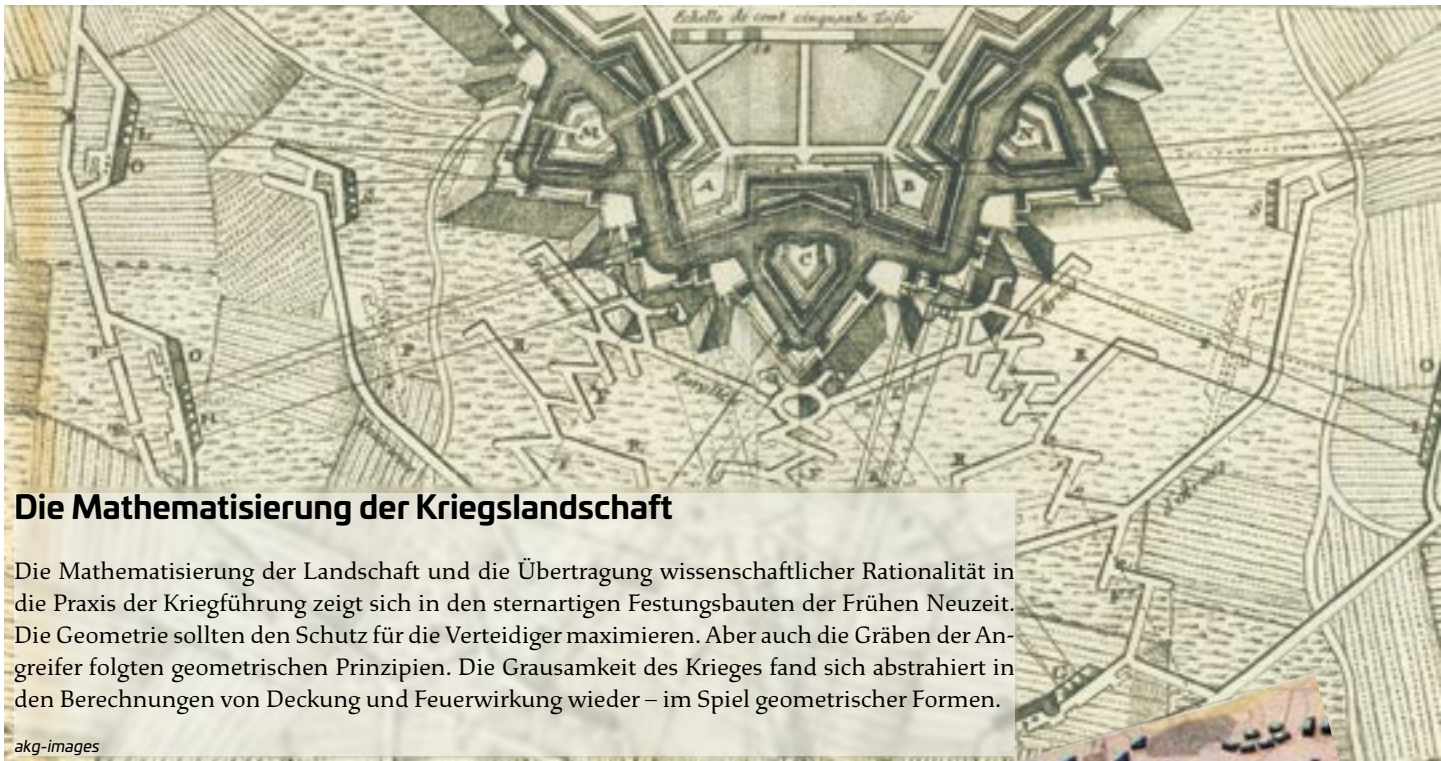 Echelle de cent cinquante Toises
M
N
L
O
A
B
S
S
C
P
O
T
H
R
R
Die Mathematisierung der Kriegslandschaft
Die Mathematisierung der Landschaft und die Übertragung wissenschaftlicher Rationalität in
die Praxis der Kriegführung zeigt sich in den sternartigen Festungsbauten der Frühen Neuzeit.
Die Geometrie sollten den Schutz für die Verteidiger maximieren. Aber auch die Gräben der An-
greifer folgten geometrischen Prinzipien. Die Grausamkeit des Krieges fand sich abstrahiert in
den Berechnungen von Deckung und Feuerwirkung wieder – im Spiel geometrischer Formen.
akg-images